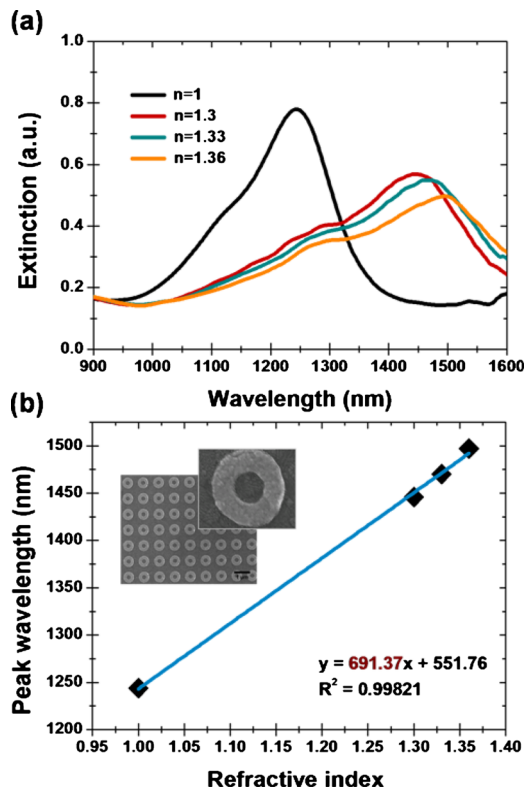 (a)
1.0
0.8
0.6
0.4
0.2
0.0
Extinction (a.u.)
n=1
n=1.3
n=1.33
n=1.36
900 1000 1100 1200 1300 1400 1500 1600
Wavelength (nm)
(b)
1500
1450
1400
1350
1300
1250
1200
Peak wavelength (nm)
y = 691.37x + 551.76
R² = 0.99821
0.95 1.00 1.05 1.10 1.15 1.20 1.25 1.30 1.35 1.40
Refractive index